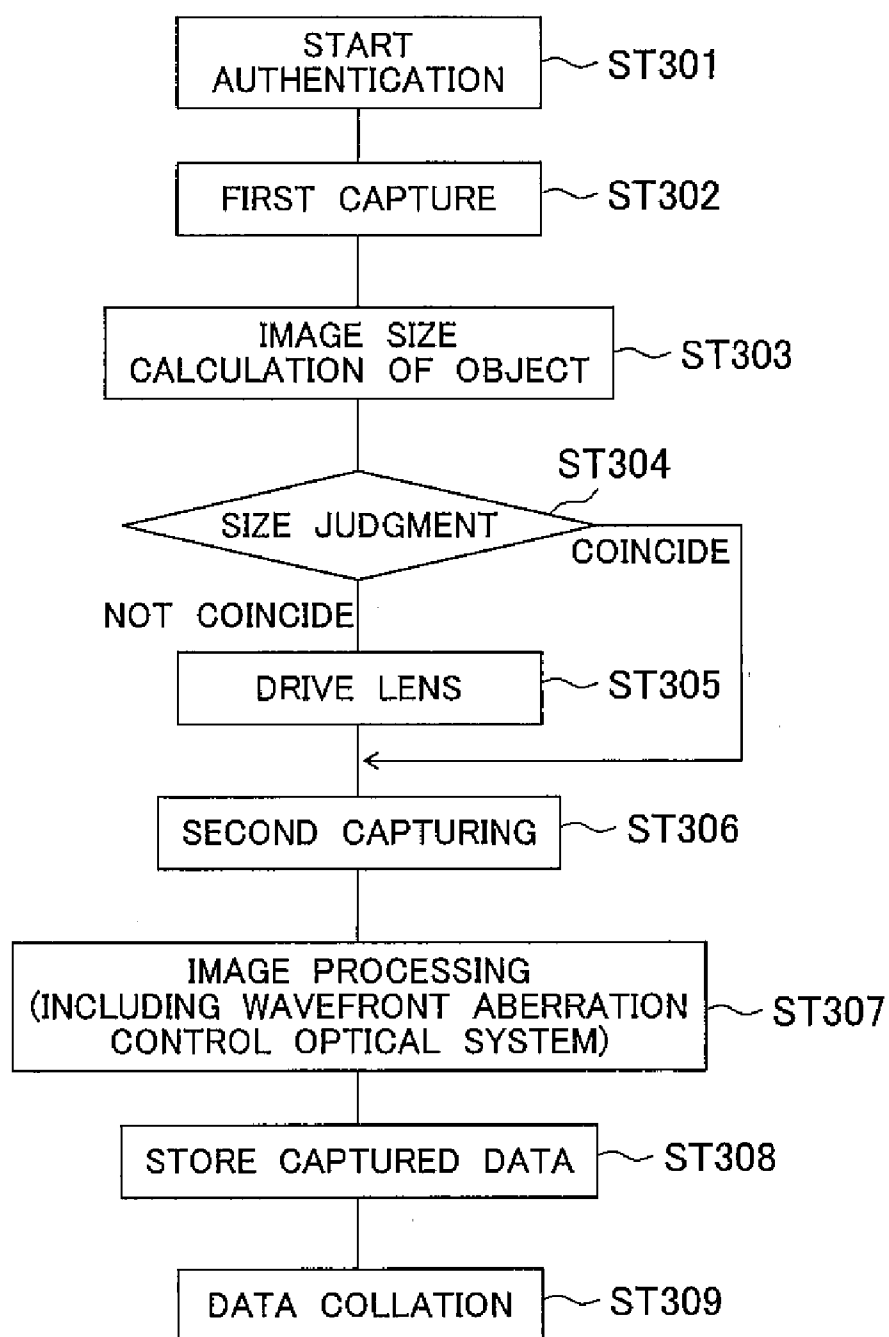 START
AUTHENTICATION
ST301
FIRST CAPTURE
ST302
IMAGE SIZE
CALCULATION OF OBJECT
ST303
ST304
SIZE JUDGMENT
COINCIDE
NOT COINCIDE
DRIVE LENS
ST305
SECOND CAPTURING
ST306
IMAGE PROCESSING
(INCLUDING WAVEFRONT ABERRATION
CONTROL OPTICAL SYSTEM)
ST307
STORE CAPTURED DATA
ST308
DATA COLLATION
ST309